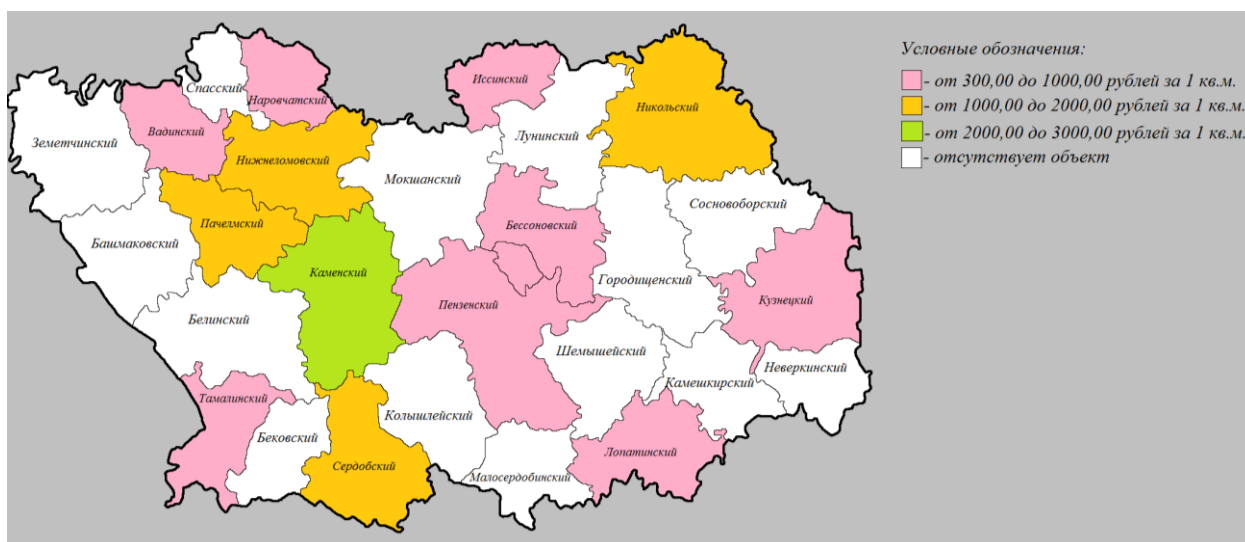 Условные обозначения:
- от 300,00 до 1000,00 рублей за 1 кв.м.
- от 1000,00 до 2000,00 рублей за 1 кв.м.
- от 2000,00 до 3000,00 рублей за 1 кв.м.
- отсутствует объект
Спасский
Наровчатский
Иссинский
Никольский
Земетчинский
Вадинский
Лунинский
Нижнеломовский
Мокшанский
Сосновоборский
Пачелмский
Бессоновский
Башмаковский
Каменский
Городищенский
Пензенский
Кузнецкий
Белинский
Шемышейский
Неверкинский
Камешкирский
Тамалинский
Колышлейский
Бековский
Сердобский
Лопатинский
Малосердобинский